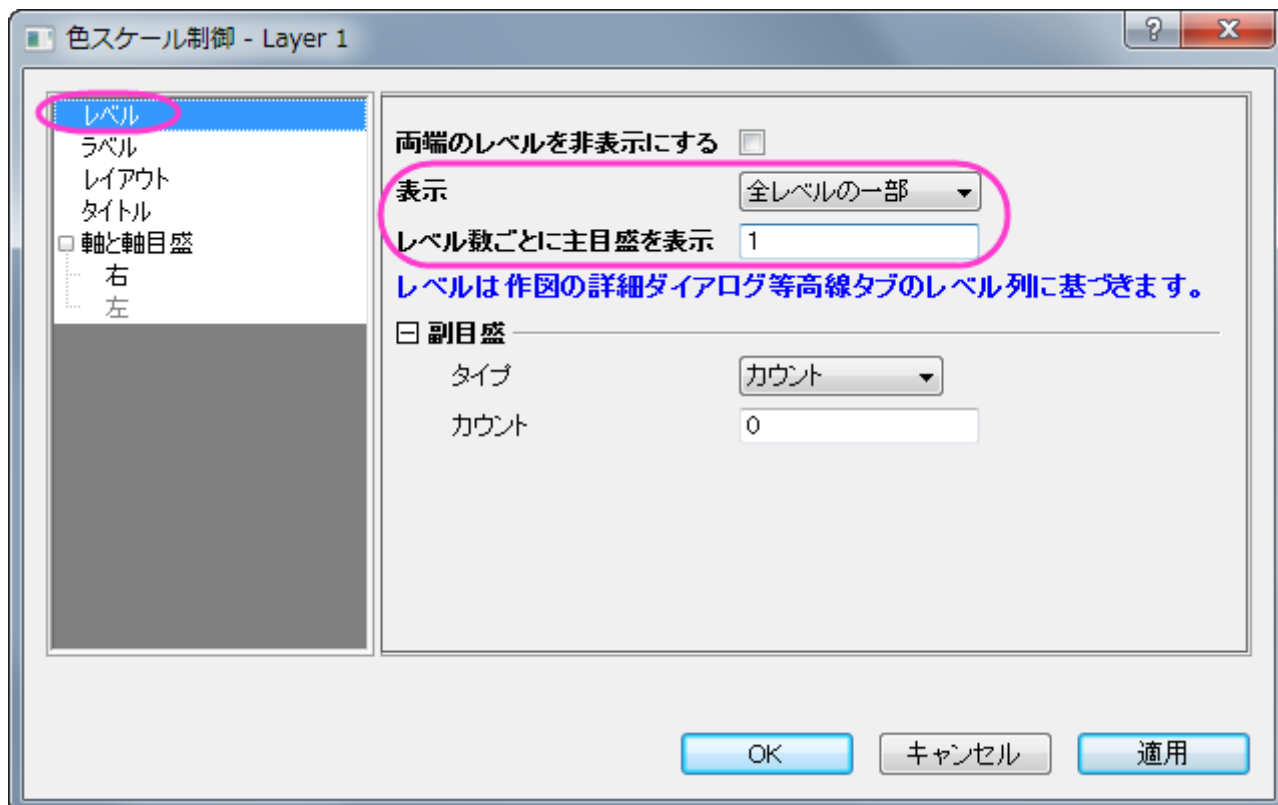 色スケール制御 - Layer 1
レベル
ラベル
レイアウト
タイトル
軸と軸目盛
右
左
両端のレベルを非表示にする
表示 全レベルの一部
レベル数ごとに主目盛を表示 1
レベルは作図の詳細ダイアログ等高線タブのレベル列に基づきます。
副目盛
タイプ カウント
カウント 0
OK キャンセル 適用